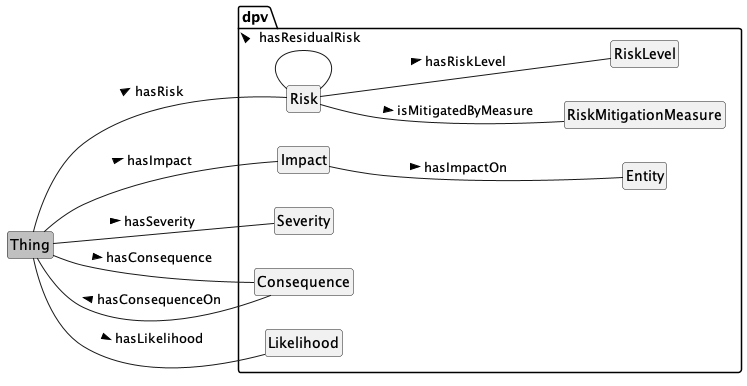 dpv
hasResidualRisk
RiskLevel
hasRiskLevel
hasRisk
Risk
isMitigatedByMeasure
RiskMitigationMeasure
hasImpact
Impact
hasImpactOn
Entity
hasSeverity
Severity
Thing
hasConsequence
Consequence
hasConsequenceOn
hasLikelihood
Likelihood